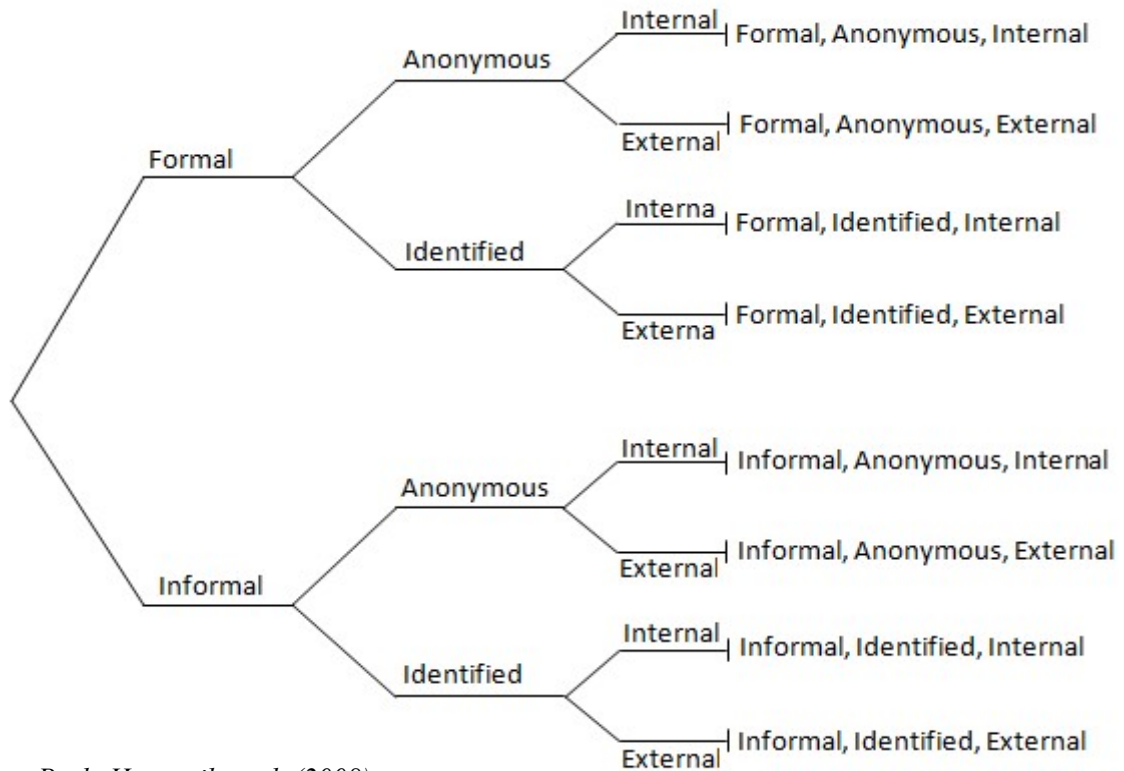 Internal
Formal, Anonymous, Internal
Anonymous
Formal, Anonymous, External
External
Formal
Interna
Formal, Identified, Internal
Identified
Formal, Identified, External
Externa
Internal
Informal, Anonymous, Internal
Anonymous
Informal, Anonymous, External
External
Informal
Internal
Informal, Identified, Internal
Identified
Informal, Identified, External
External